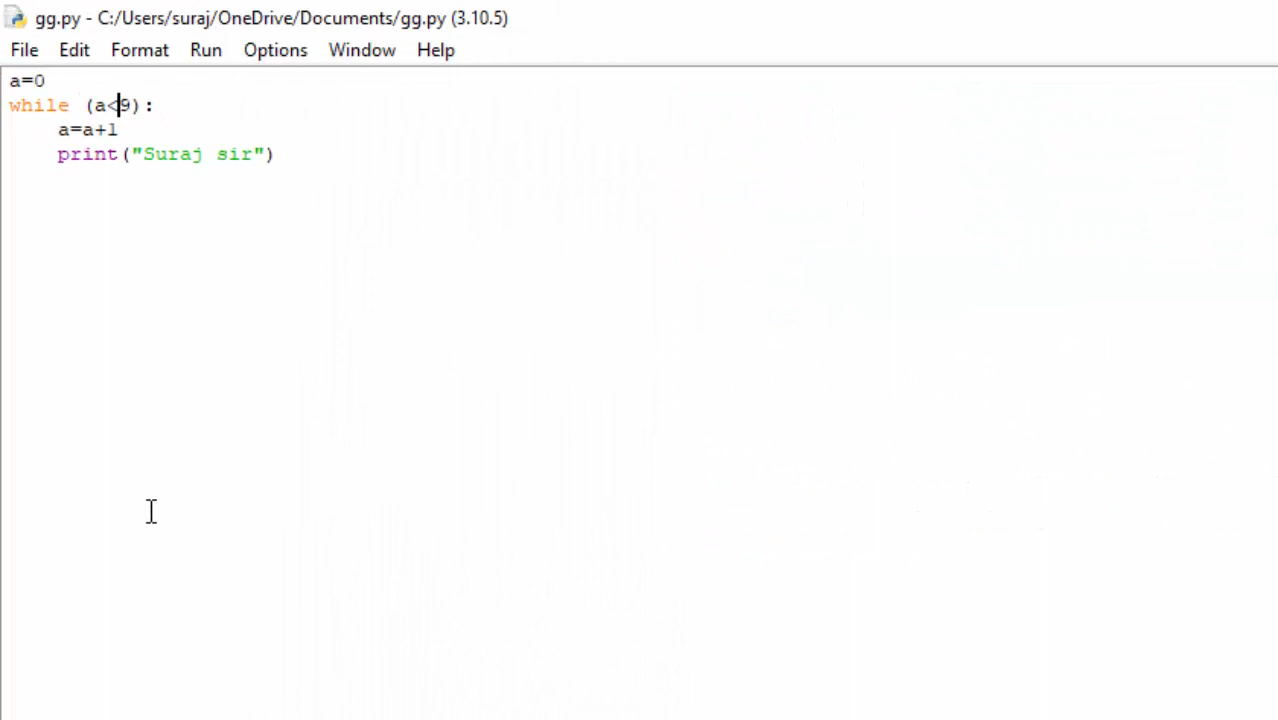 gg.py - C:/Users/suraj/OneDrive/Documents/gg.py (3.10.5)
File Edit Format Run Options Window Help
a=0
while (a<9):
    a=a+1
    print("Suraj sir")